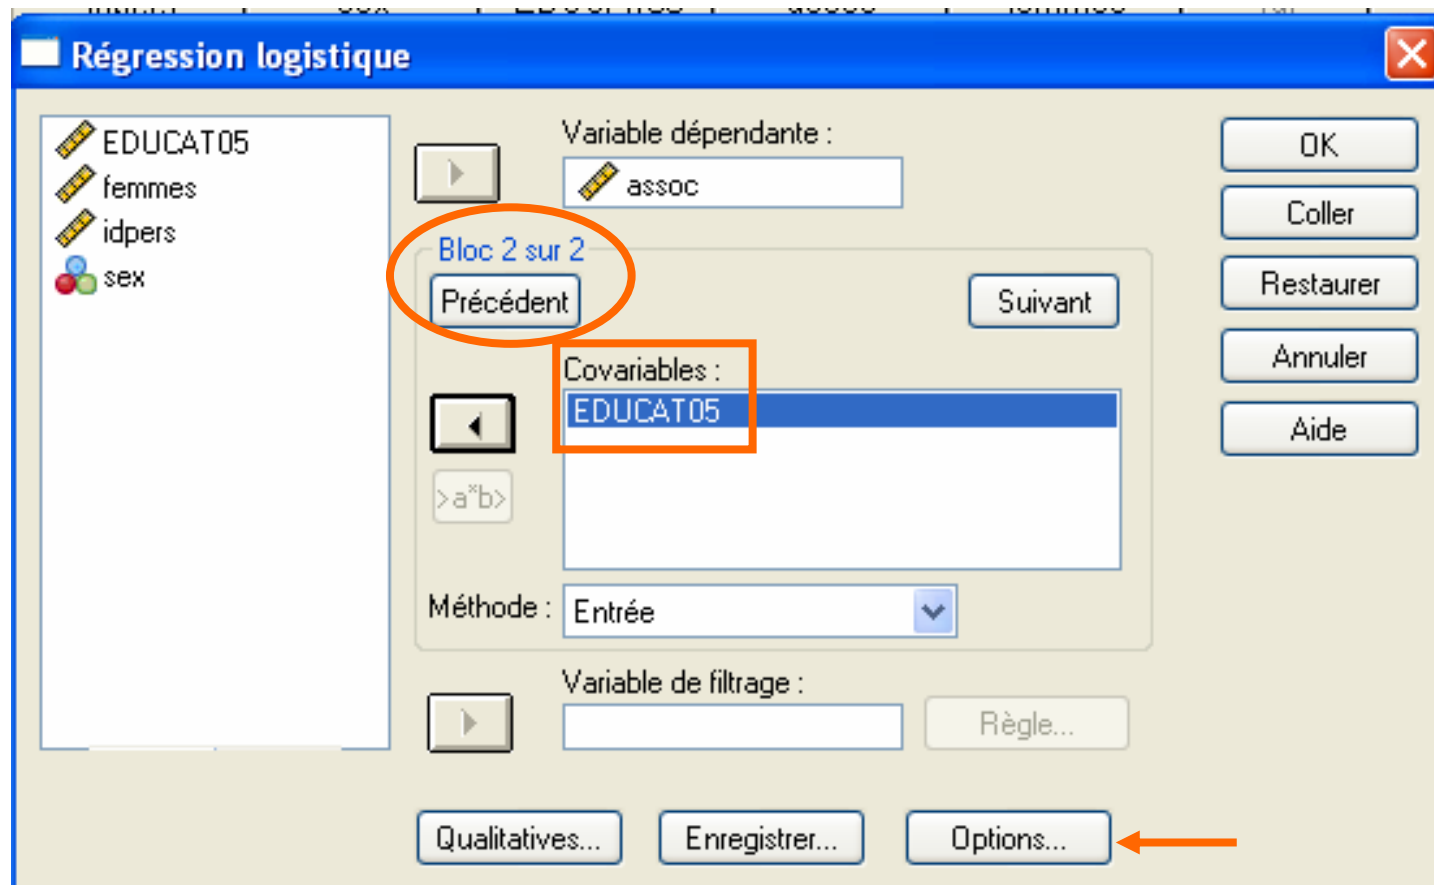 Régression logistique
EDUCAT05
femmes
idpers
sex
Variable dépendante :
assoc
Bloc 2 sur 2
Précédent
Suivant
Covariables :
EDUCAT05
>a*b>
Méthode :
Entrée
Variable de filtrage :
Règle...
Qualitatives...
Enregistrer...
Options...
OK
Coller
Restaurer
Annuler
Aide